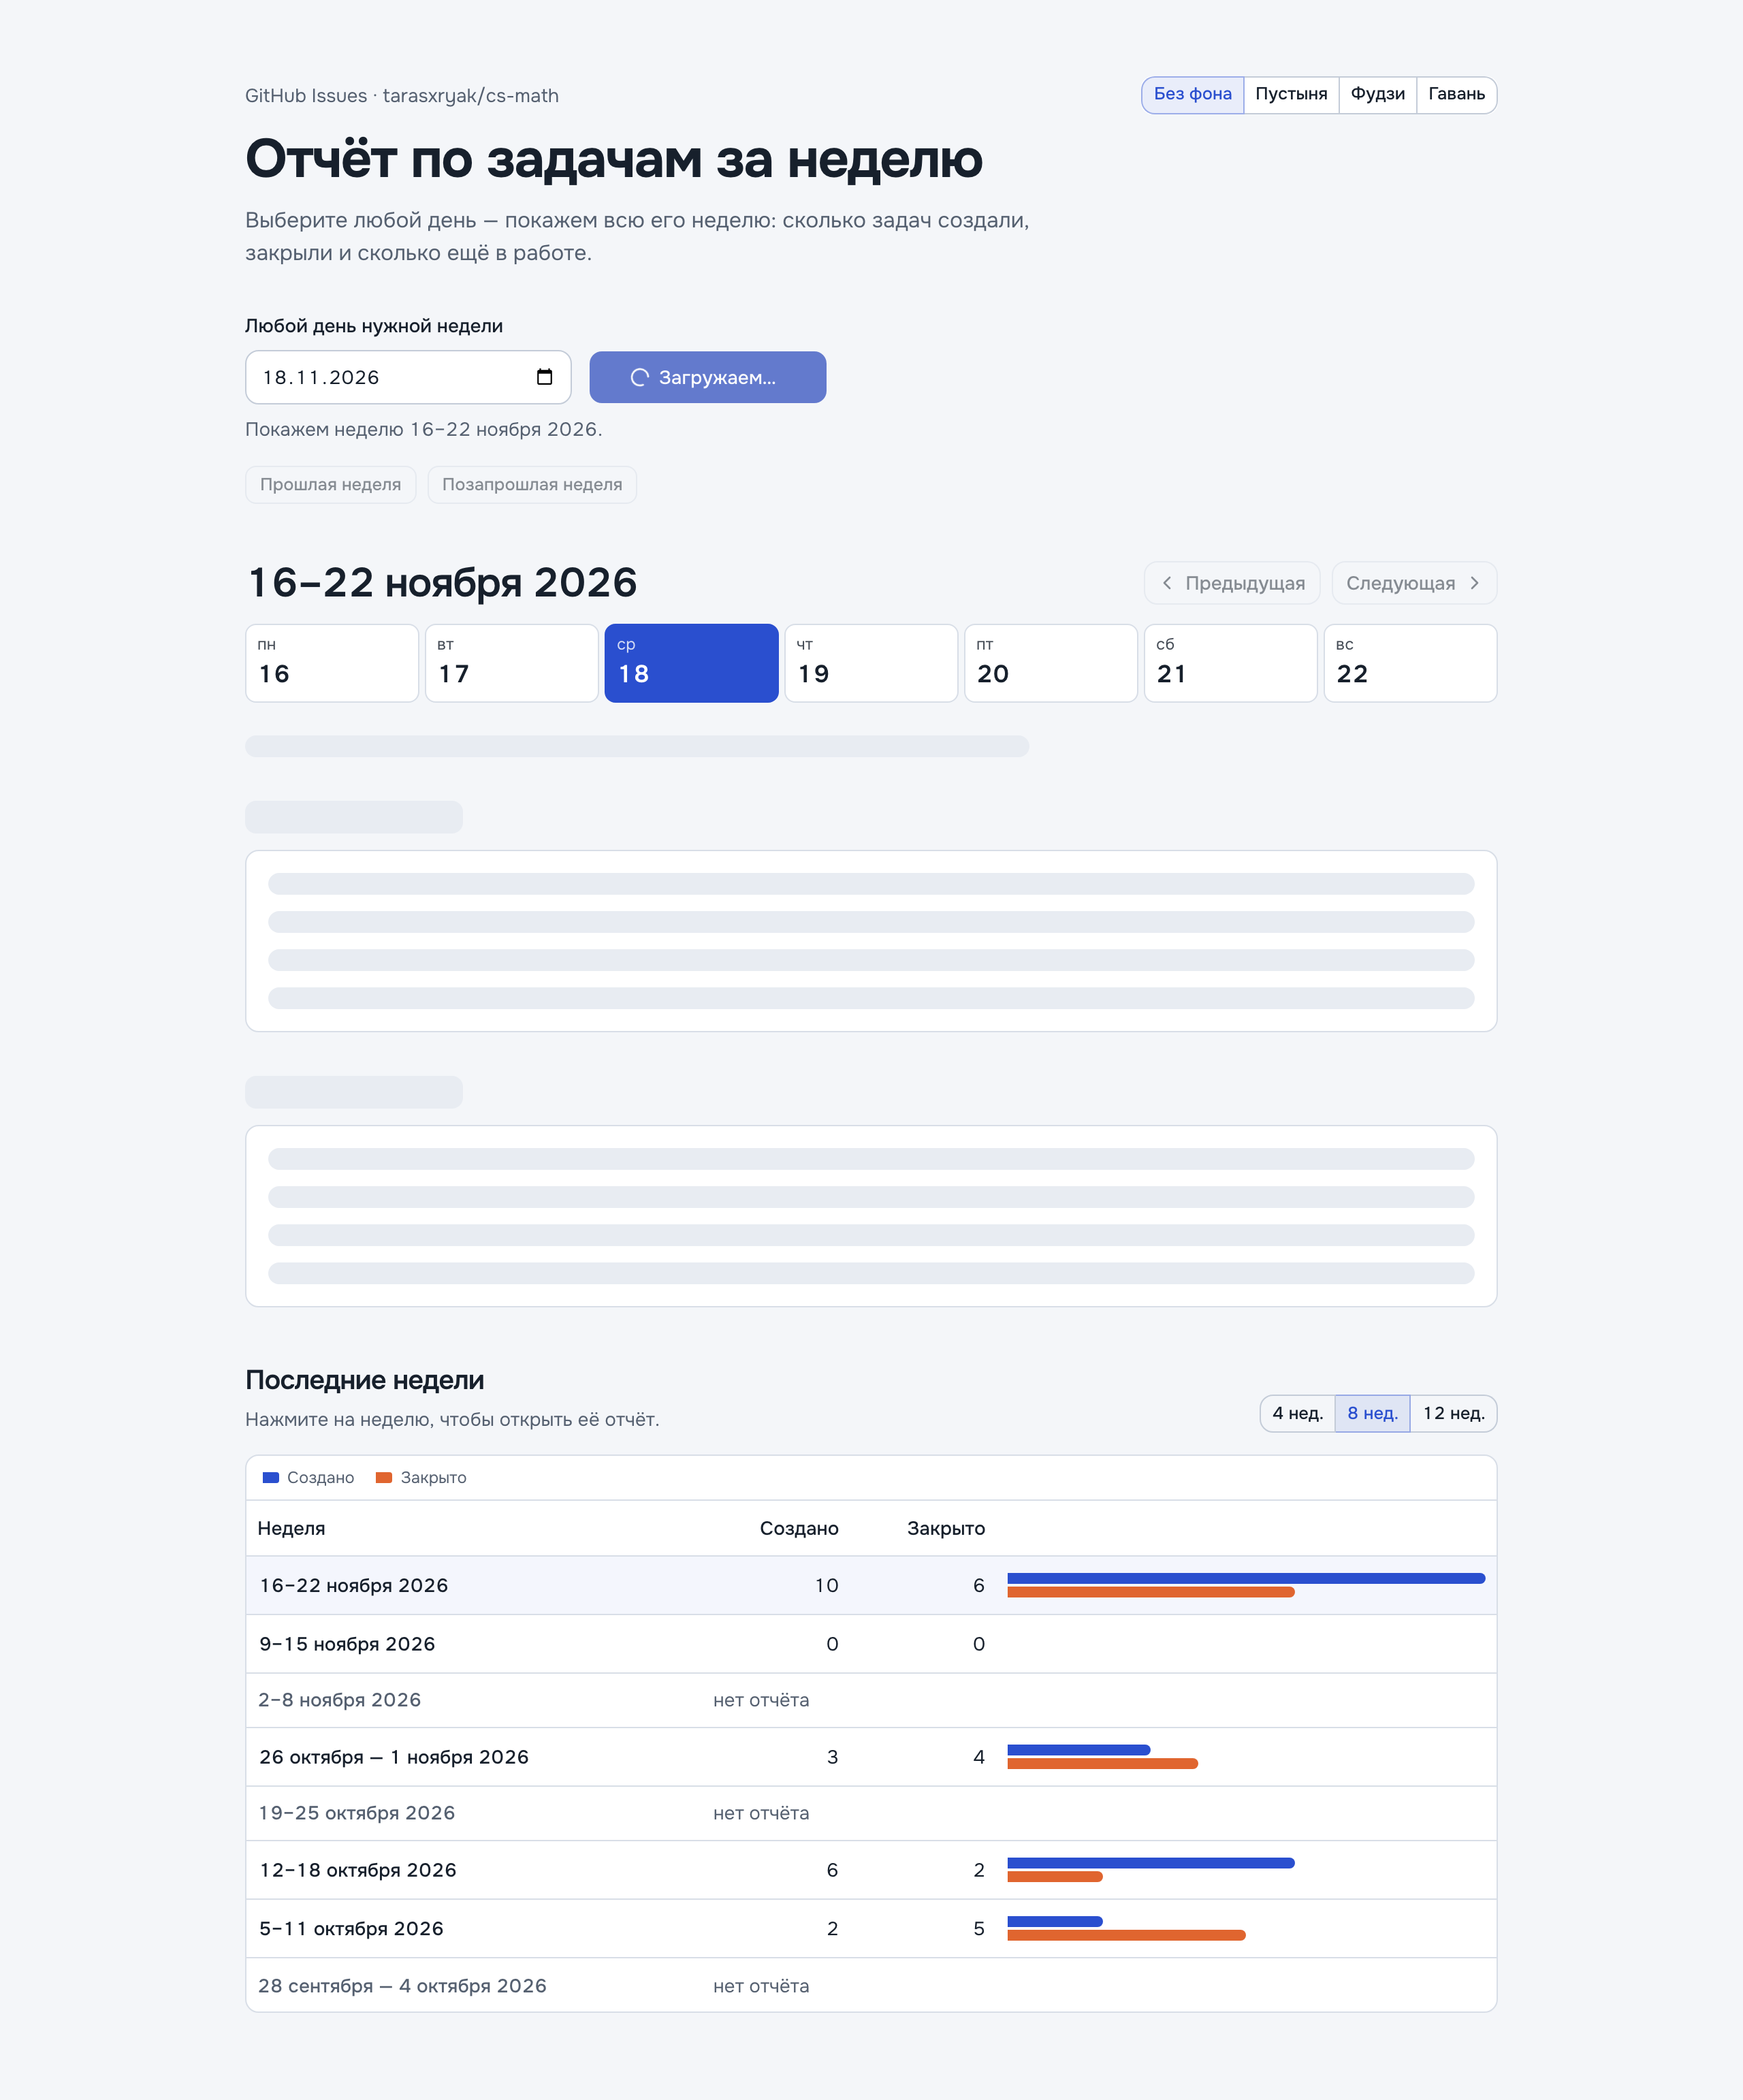 GitHub Issues · tarasxryak/cs-math
Без фона Пустыня Фудзи Гавань
Отчёт по задачам за неделю
Выберите любой день — покажем всю его неделю: сколько задач создали,
закрыли и сколько ещё в работе.
Любой день нужной недели
18.11.2026 Загружаем...
Покажем неделю 16–22 ноября 2026.
Прошлая неделя Позапрошлая неделя
16–22 ноября 2026 Предыдущая Следующая
пн вт ср чт пт сб вс
16 17 18 19 20 21 22
Последние недели
Нажмите на неделю, чтобы открыть её отчёт.
4 нед. 8 нед. 12 нед.
Создано Закрыто
Неделя Создано Закрыто
16–22 ноября 2026 10 6
9–15 ноября 2026 0 0
2–8 ноября 2026 нет отчёта
26 октября — 1 ноября 2026 3 4
19–25 октября 2026 нет отчёта
12–18 октября 2026 6 2
5–11 октября 2026 2 5
28 сентября — 4 октября 2026 нет отчёта